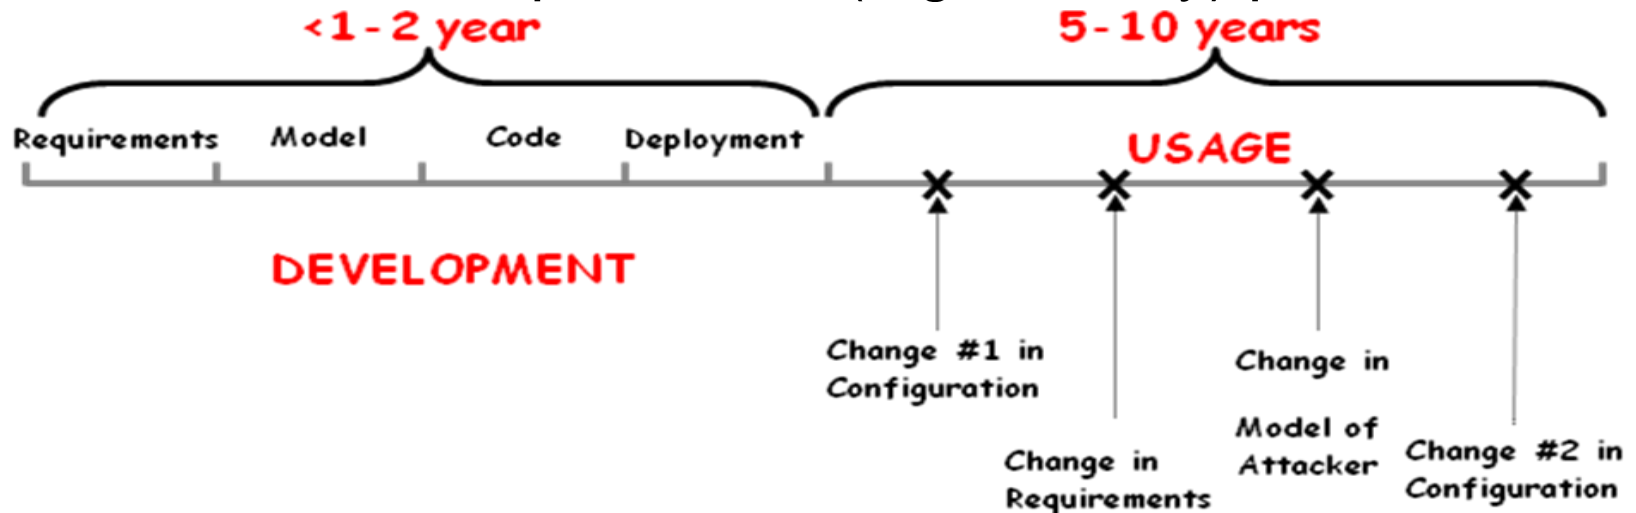 <1-2 year
5-10 years
Requirements
Model
Code
Deployment
USAGE
DEVELOPMENT
Change #1 in
Configuration
Change in
Requirements
Change in
Model of
Attacker
Change #2 in
Configuration